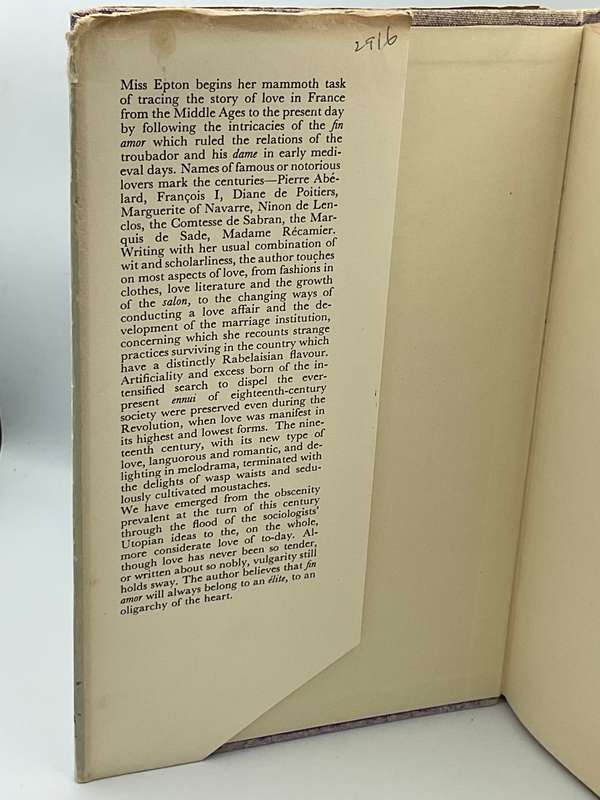 2916
Miss Epton begins her mammoth task
of tracing the story of love in France
from the Middle Ages to the present day
by following the intricacies of the fin
amor which ruled the relations of the
troubador and his dame in early medi-
eval days. Names of famous or notorious
lovers mark the centuries—Pierre Abé-
lard, François I, Diane de Poitiers,
Marguerite of Navarre, Ninon de Len-
clos, the Comtesse de Sabran, the Mar-
quis de Sade, Madame Récamier.
Writing with her usual combination of
wit and scholarliness, the author touches
on most aspects of love, from fashions in
clothes, love literature and the growth
of the salon, to the changing ways of
conducting a love affair and the de-
velopment of the marriage institution,
concerning which she recounts strange
practices surviving in the country which
have a distinctly Rabelaisian flavour.
Artificiality and excess born of the in-
tensified search to dispel the ever-
present ennui of eighteenth-century
society were preserved even during the
Revolution, when love was manifest in
its highest and lowest forms. The nine-
teenth century, with its new type of
love, languorous and romantic, and de-
lighting in melodrama, terminated with
the delights of wasp waists and sedu-
lously cultivated moustaches.
We have emerged from the obscenity
prevalent at the turn of this century
through the flood of the sociologists'
Utopian ideas to the, on the whole,
more considerate love of to-day. Al-
though love has never been so tender,
or written about so nobly, vulgarity still
holds sway. The author believes that fin
amor will always belong to an élite, to an
oligarchy of the heart.